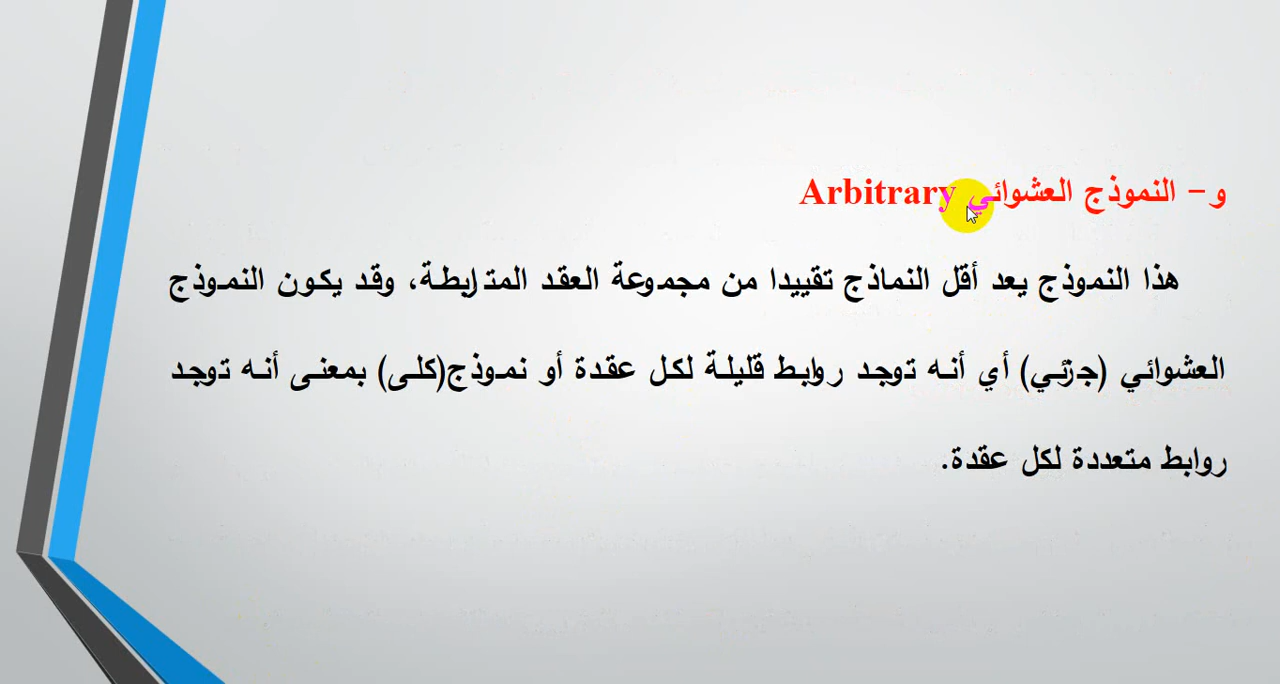 و- النموذج العشوائي Arbitrary
هذا النموذج يعد أقل النماذج تقييدا من مجموعة العقد المترابطة، وقد يكون النموذج
العشوائي (جزئي) أي أنه توجد روابط قليلة لكل عقدة أو نموذج(كلى) بمعنى أنه توجد
روابط متعددة لكل عقدة.